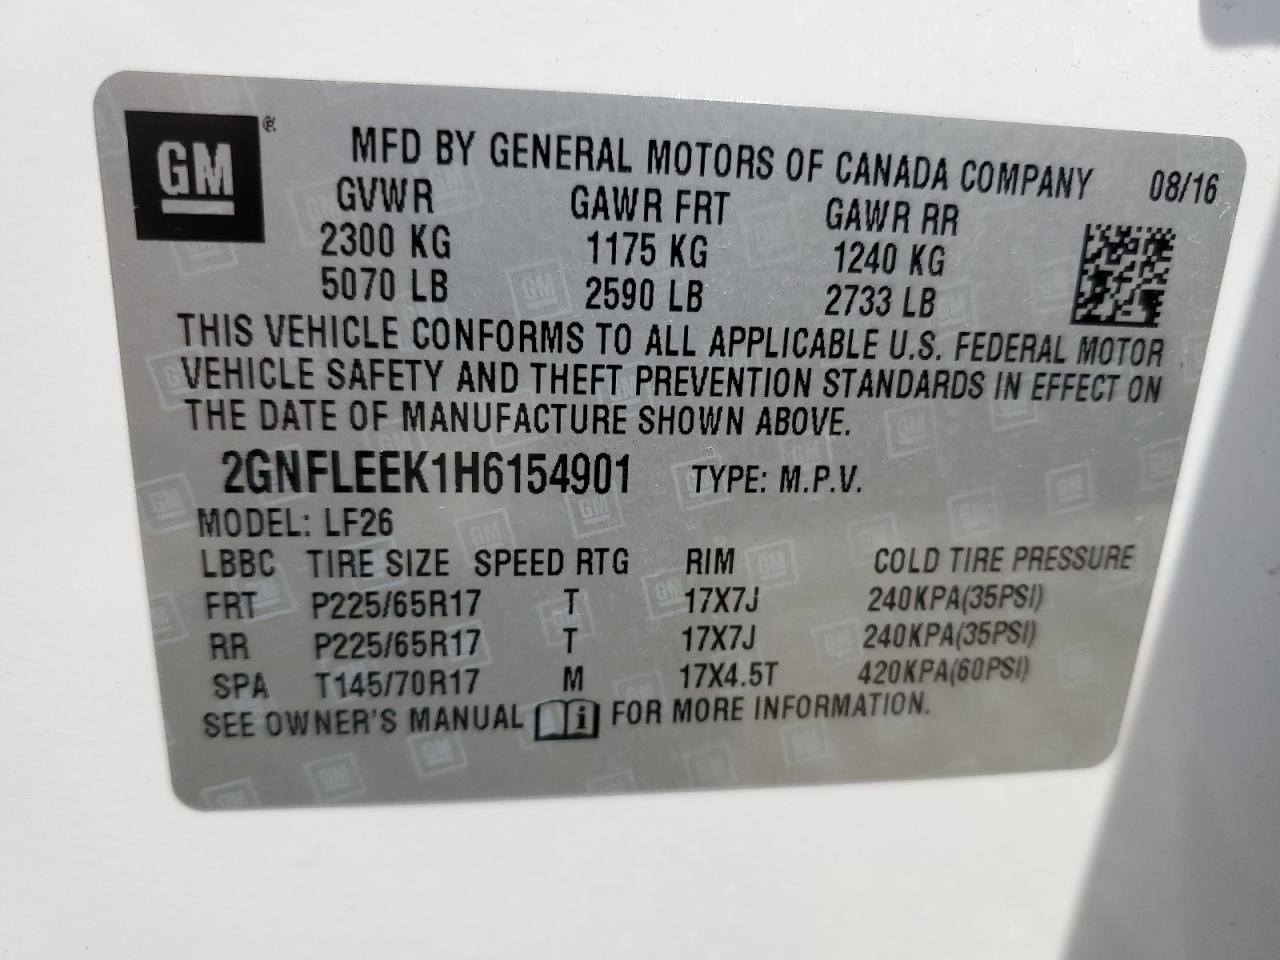 GM ®
MFD BY GENERAL MOTORS OF CANADA COMPANY 08/16
GVWR GAWR FRT GAWR RR
2300 KG 1175 KG 1240 KG
5070 LB 2590 LB 2733 LB
THIS VEHICLE CONFORMS TO ALL APPLICABLE U.S. FEDERAL MOTOR
VEHICLE SAFETY AND THEFT PREVENTION STANDARDS IN EFFECT ON
THE DATE OF MANUFACTURE SHOWN ABOVE.
2GNFLEEK1H6154901 TYPE: M.P.V.
MODEL: LF26
LBBC TIRE SIZE SPEED RTG RIM COLD TIRE PRESSURE
FRT P225/65R17 T 17X7J 240KPA(35PSI)
RR P225/65R17 T 17X7J 240KPA(35PSI)
SPA T145/70R17 M 17X4.5T 420KPA(60PSI)
SEE OWNER'S MANUAL i FOR MORE INFORMATION.